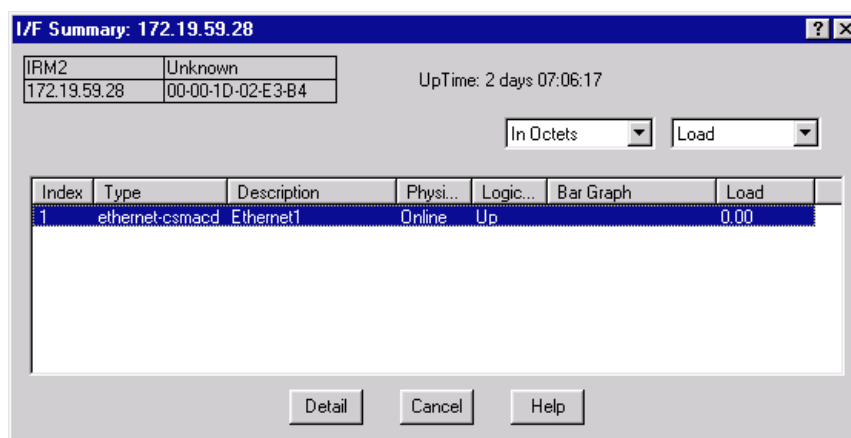 I/F Summary: 172.19.59.28
IRM2 Unknown
172.19.59.28 00-00-1D-02-E3-B4
UpTime: 2 days 07:06:17
In Octets Load
Index Type Description Physi... Logic... Bar Graph Load
1 ethernet-csmacd Ethernet1 Online Up 0.00
Detail Cancel Help